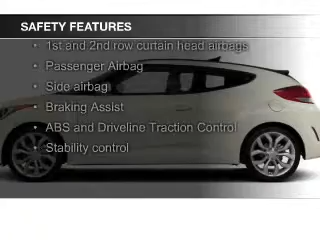 SAFETY FEATURES
• 1st and 2nd row curtain head airbags
• Passenger Airbag
• Side airbag
• Braking Assist
• ABS and Driveline Traction Control
• Stability control